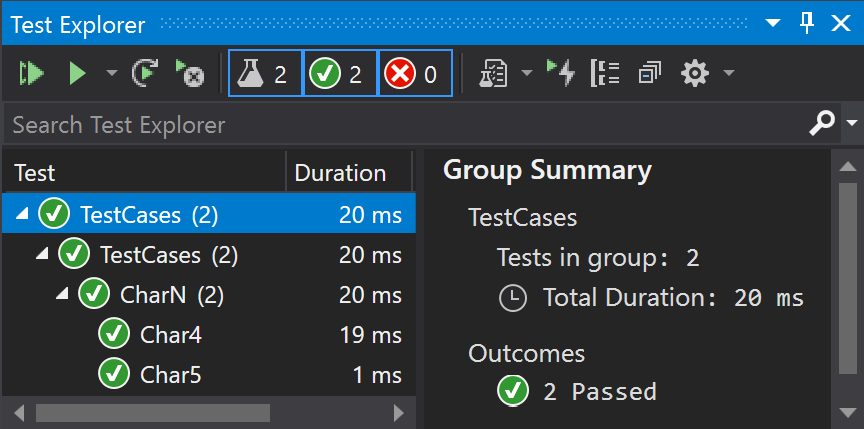 Test Explorer
2 2 0
Search Test Explorer
Test Duration
TestCases (2) 20 ms
TestCases (2) 20 ms
CharN (2) 20 ms
Char4 19 ms
Char5 1 ms
Group Summary
TestCases
Tests in group: 2
Total Duration: 20 ms
Outcomes
2 Passed